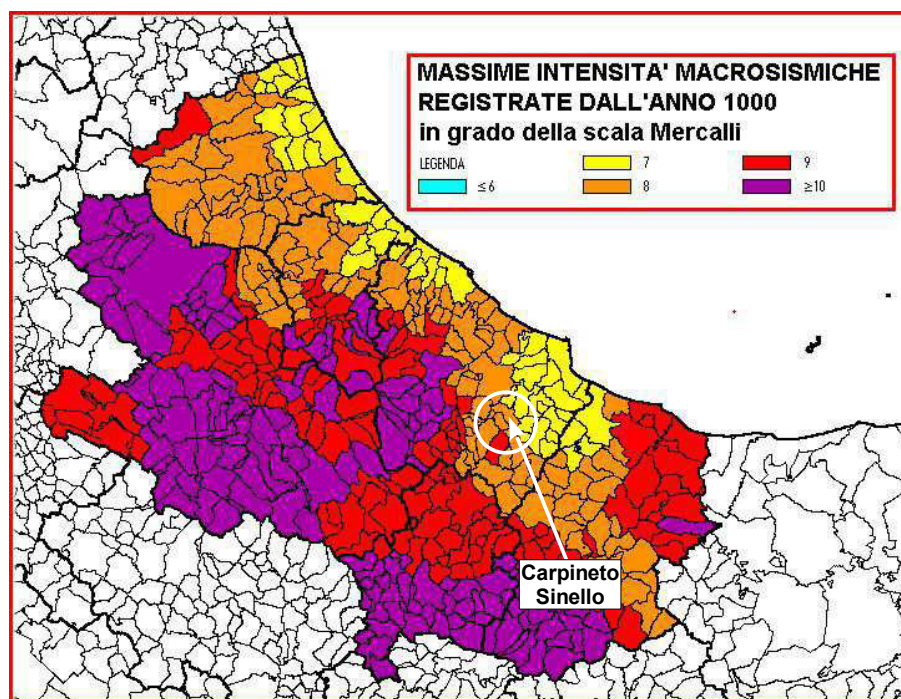 MASSIME INTENSITA' MACROSISMICHE
REGISTRATE DALL'ANNO 1000
in grado della scala Mercalli
LEGENDA
≤ 6
7
8
9
≥10
Carpineto
Sinello